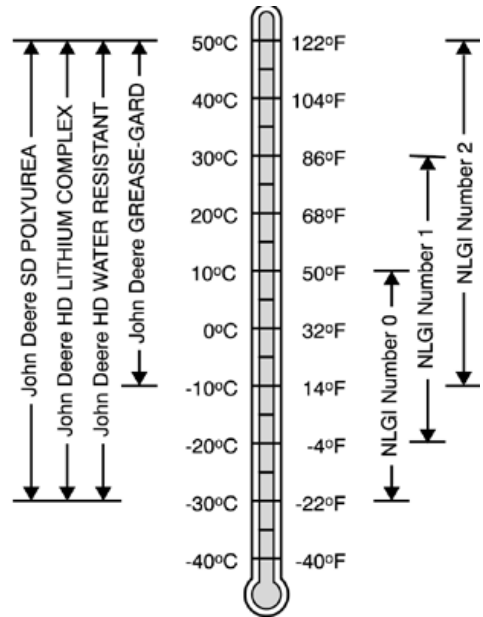 50ºC 122ºF
40ºC 104ºF
30ºC 86ºF
20ºC 68ºF
10ºC 50ºF
0ºC 32ºF
-10ºC 14ºF
-20ºC -4ºF
-30ºC -22ºF
-40ºC -40ºF
John Deere SD POLYUREA
John Deere HD LITHIUM COMPLEX
John Deere HD WATER RESISTANT
John Deere GREASE-GARD
NLGI Number 0
NLGI Number 1
NLGI Number 2